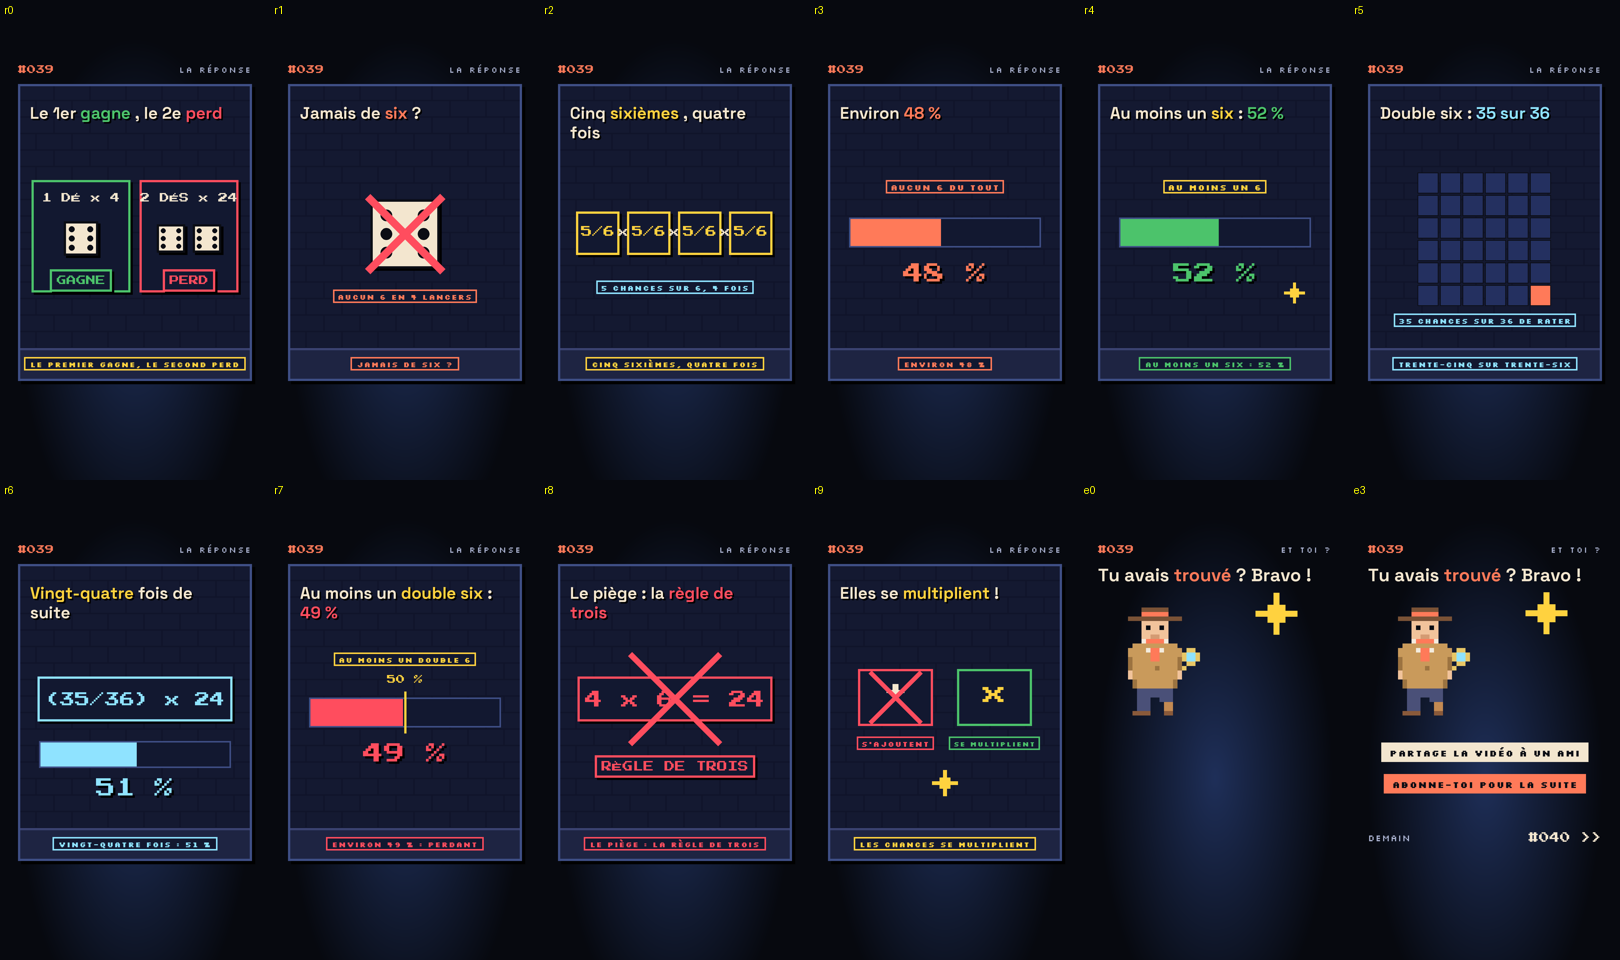 r0
#039
LA RÉPONSE
Le 1er gagne , le 2e perd
1 Dé x 4
GAGNE
2 DéS x 24
PERD
LE PREMIER GAGNE, LE SECOND PERD
r1
#039
LA RÉPONSE
Jamais de six ?
AUCUN 6 EN 4 LANCERS
JAMAIS DE SIX ?
r2
#039
LA RÉPONSE
Cinq sixièmes , quatre
fois
5/6 x 5/6 x 5/6 x 5/6
5 CHANCES SUR 6, 4 FOIS
CINQ SIXIÈMES, QUATRE FOIS
r3
#039
LA RÉPONSE
Environ 48 %
AUCUN 6 DU TOUT
48 %
ENVIRON 48 %
r4
#039
LA RÉPONSE
Au moins un six : 52 %
AU MOINS UN 6
52 %
AU MOINS UN SIX : 52 %
r5
#039
LA RÉPONSE
Double six : 35 sur 36
35 CHANCES SUR 36 DE RATER
TRENTE-CINQ SUR TRENTE-SIX
r6
#039
LA RÉPONSE
Vingt-quatre fois de
suite
(35/36) x 24
51 %
VINGT-QUATRE FOIS : 51 %
r7
#039
LA RÉPONSE
Au moins un double six :
49 %
AU MOINS UN DOUBLE 6
50 %
49 %
ENVIRON 49 % : PERDANT
r8
#039
LA RÉPONSE
Le piège : la règle de
trois
4 x 6 = 24
RèGLE DE TROIS
LE PIÈGE : LA RÈGLE DE TROIS
r9
#039
LA RÉPONSE
Elles se multiplient !
x
S'AJOUTENT
SE MULTIPLIENT
LES CHANCES SE MULTIPLIENT
e0
#039
ET TOI ?
Tu avais trouvé ? Bravo !
e3
#039
ET TOI ?
Tu avais trouvé ? Bravo !
PARTAGE LA VIDÉO À UN AMI
ABONNE-TOI POUR LA SUITE
DEMAIN
#040 >>